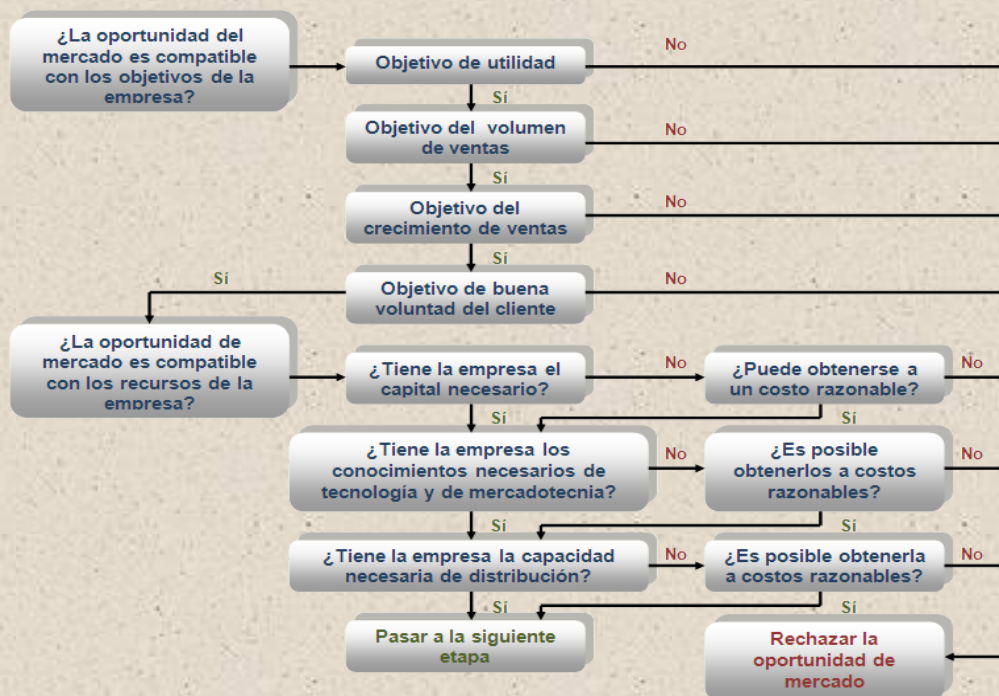 ¿La oportunidad del
mercado es compatible
con los objetivos de la
empresa?
Objetivo de utilidad
No
Sí
Objetivo del volumen
de ventas
No
Sí
Objetivo del
crecimiento de ventas
No
Sí
Objetivo de buena
voluntad del cliente
No
Sí
¿La oportunidad de
mercado es compatible
con los recursos de la
empresa?
¿Tiene la empresa el
capital necesario?
No
¿Puede obtenerse a
un costo razonable?
No
Sí
Sí
¿Tiene la empresa los
conocimientos necesarios de
tecnología y de mercadotecnia?
No
¿Es posible
obtenerlos a costos
razonables?
No
Sí
Sí
¿Tiene la empresa la capacidad
necesaria de distribución?
No
¿Es posible obtenerla
a costos razonables?
No
Sí
Sí
Pasar a la siguiente
etapa
Rechazar la
oportunidad de
mercado